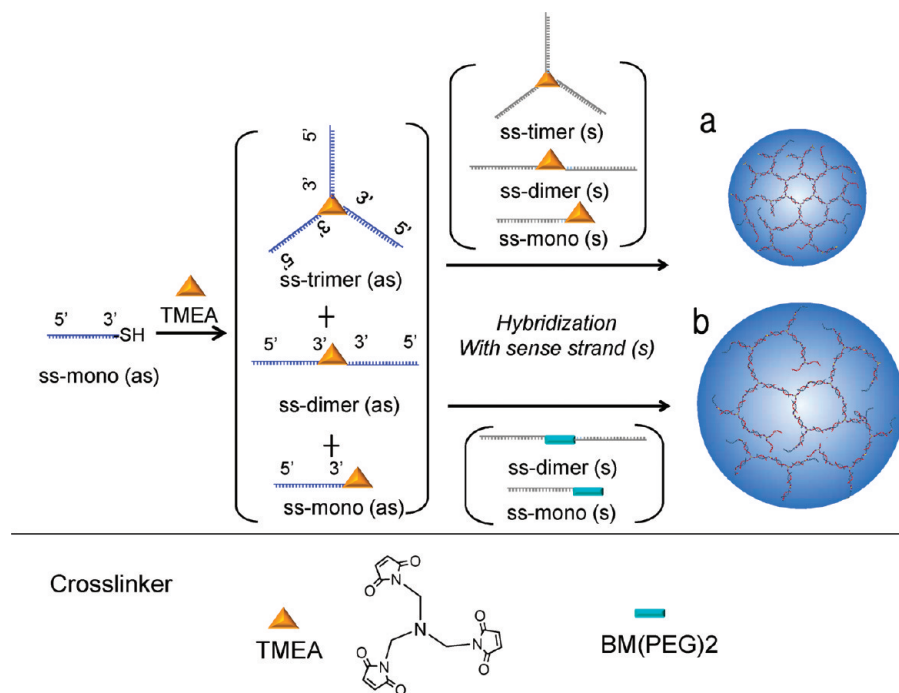 5’ 3’
SH
ss-mono (as)
TMEA
5’
3’
3’
5’
3’
5’
ss-trimer (as)
+
5’ 3’ 3’ 5’
ss-dimer (as)
+
5’ 3’
ss-mono (as)
ss-timer (s)
ss-dimer (s)
ss-mono (s)
Hybridization
With sense strand (s)
ss-dimer (s)
ss-mono (s)
a
b
Crosslinker
TMEA
O
N
O
N
O
N
O
O
N
O
BM(PEG)2